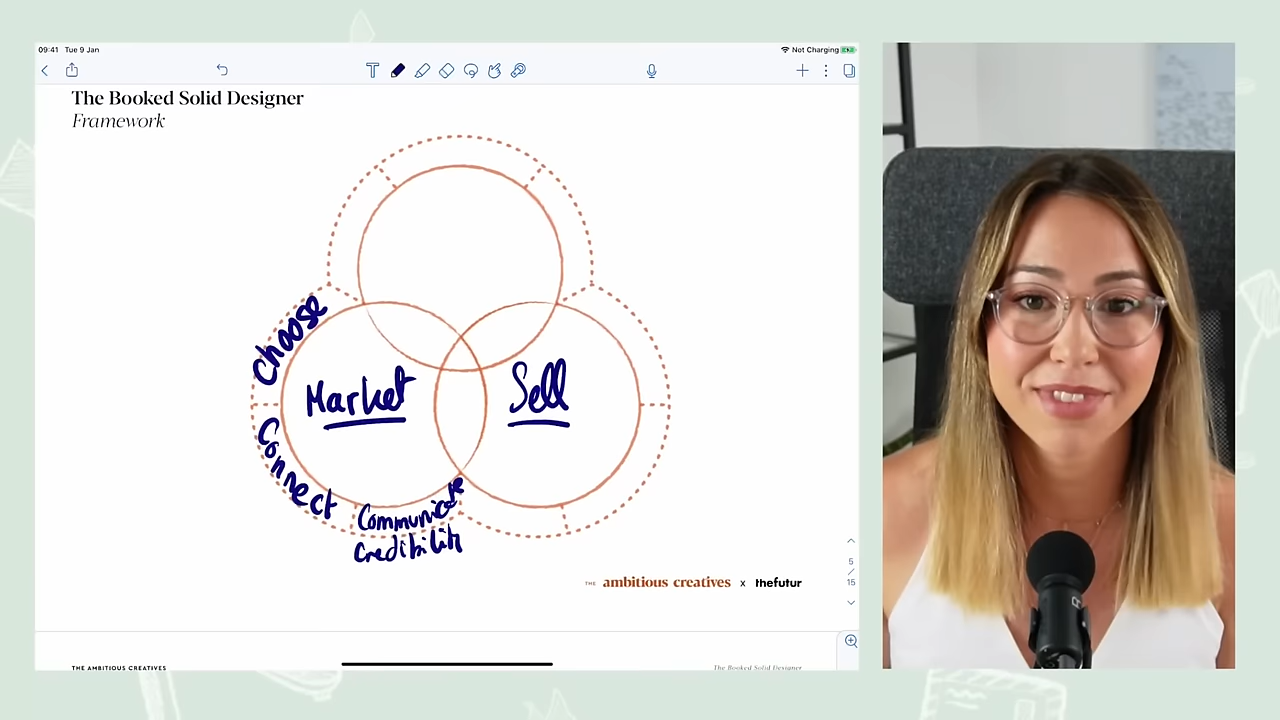 09:41 Tue 9 Jan
Not Charging
T
The Booked Solid Designer
Framework
Choose
Market
Sell
Connect
Communicate
Credibility
5
/
15
THE ambitious creatives x thefutur
THE AMBITIOUS CREATIVES
The Booked Solid Designer